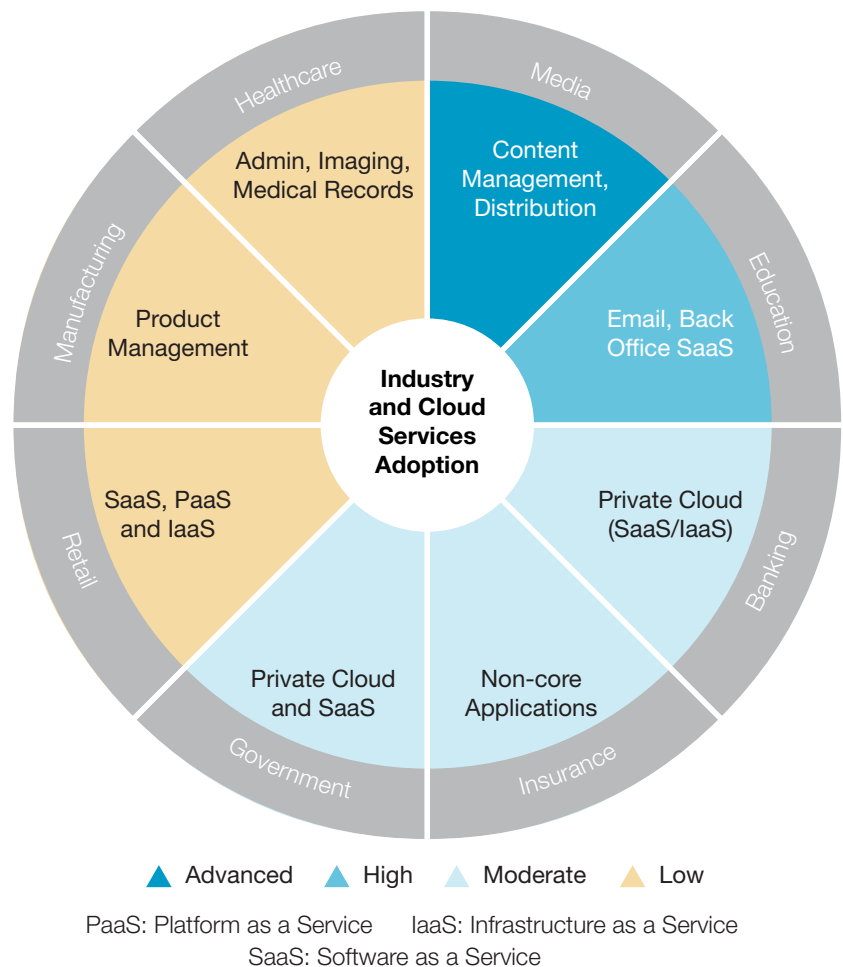 Healthcare
Media
Admin, Imaging,
Medical Records
Content
Management,
Distribution
Manufacturing
Education
Product
Management
Email, Back
Office SaaS
Industry
and Cloud
Services
Adoption
SaaS, PaaS
and IaaS
Private Cloud
(SaaS/IaaS)
Retail
Banking
Private Cloud
and SaaS
Non-core
Applications
Government
Insurance
Advanced
High
Moderate
Low
PaaS: Platform as a Service
IaaS: Infrastructure as a Service
SaaS: Software as a Service